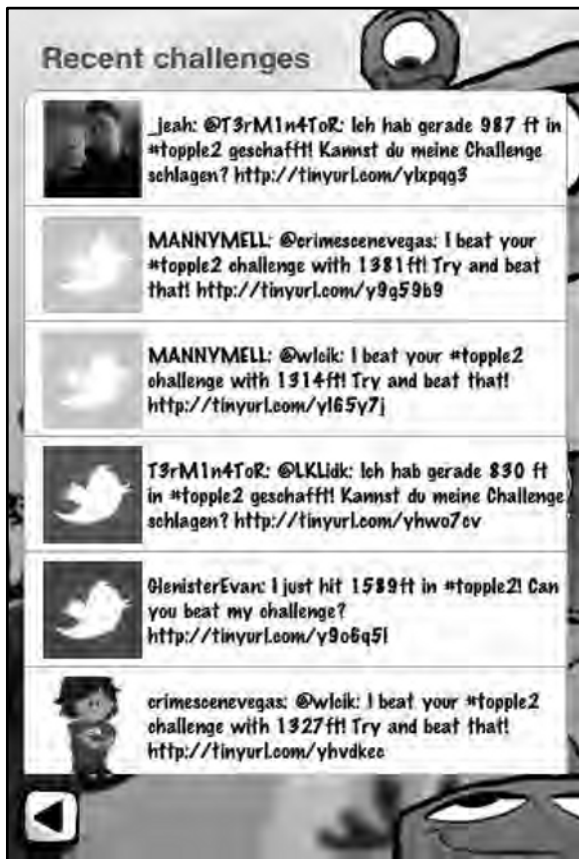 Recent challenges
_jeah: @T3rM1n4ToR: Ich hab gerade 987 ft in
#topple2 geschafft! Kannst du meine Challenge
schlagen? http://tinyurl.com/ylxpqg3
MANNYMELL: @crimescenevegas: I beat your
#topple2 challenge with 1381ft! Try and beat
that! http://tinyurl.com/y9g59b9
MANNYMELL: @wlcik: I beat your #topple2
challenge with 1314ft! Try and beat that!
http://tinyurl.com/yl65y7j
T3rM1n4ToR: @LKLidk: Ich hab gerade 830 ft
in #topple2 geschafft! Kannst du meine Challenge
schlagen? http://tinyurl.com/yhwo7cv
GlenisterEvan: I just hit 1589ft in #topple2! Can
you beat my challenge?
http://tinyurl.com/y9o6q5l
crimescenevegas: @wlcik: I beat your #topple2
challenge with 1327ft! Try and beat that!
http://tinyurl.com/yhvdkec